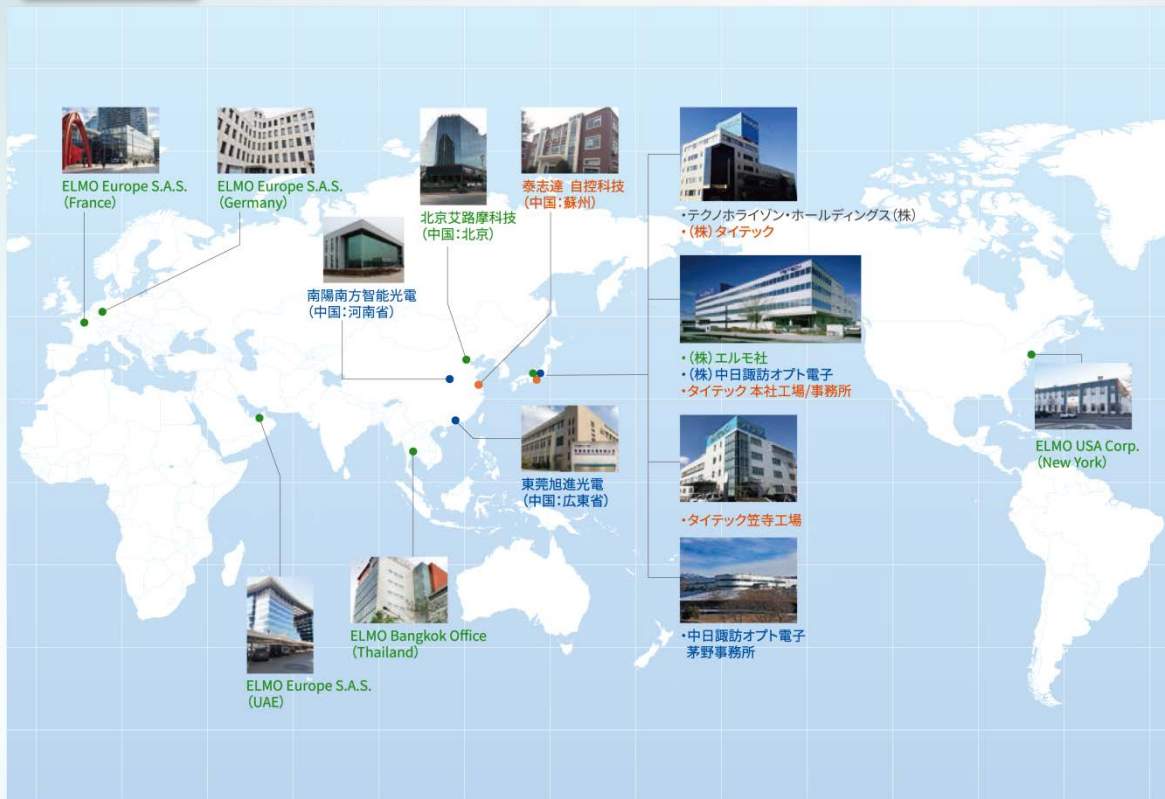 ELMO Europe S.A.S.
(France)
ELMO Europe S.A.S.
(Germany)
北京艾路摩科技
(中国:北京)
泰志達 自控科技
(中国:蘇州)
南陽南方智能光電
(中国:河南省)
・テクノホライゾン・ホールディングス(株)
・(株)タイテック
・(株)エルモ社
・(株)中日諏訪オプト電子
・タイテック 本社工場/事務所
ELMO USA Corp.
(New York)
東莞旭進光電
(中国:広東省)
・タイテック笠寺工場
ELMO Bangkok Office
(Thailand)
・中日諏訪オプト電子
茅野事務所
ELMO Europe S.A.S.
(UAE)